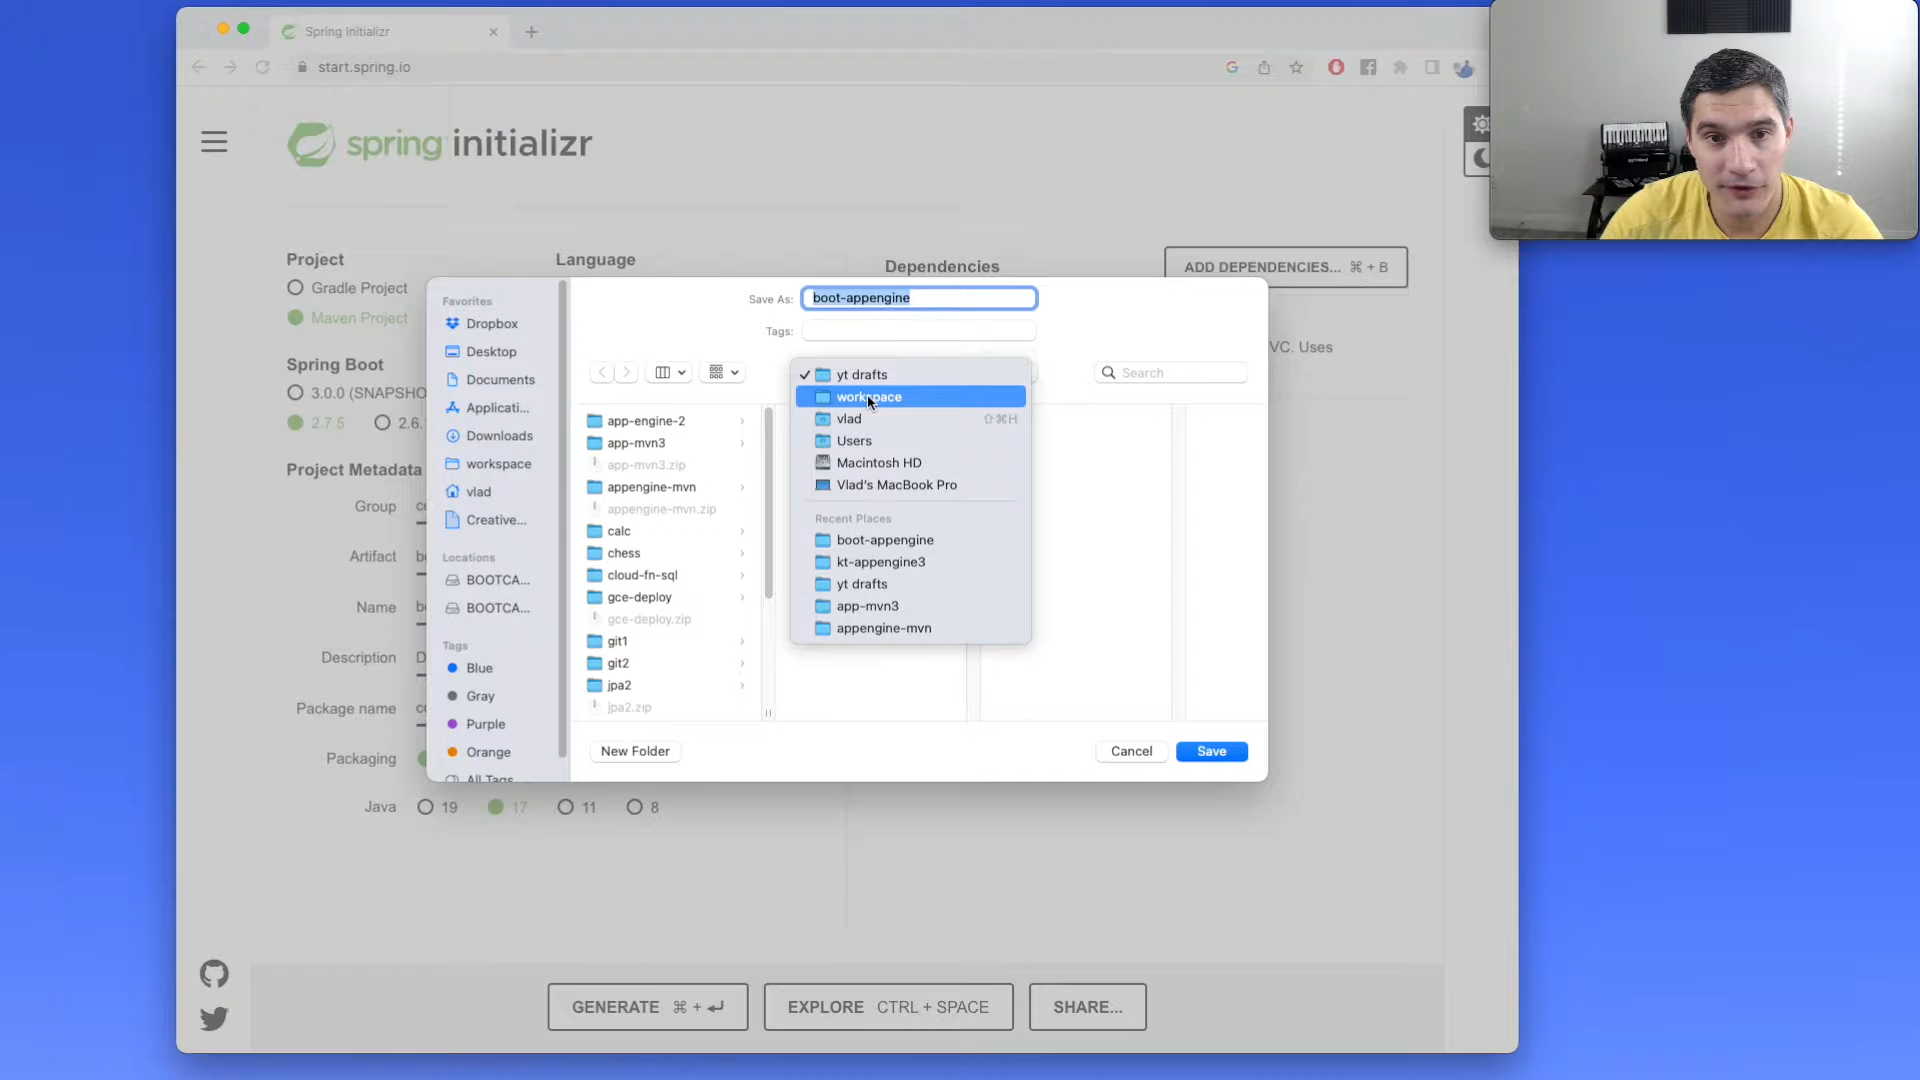 Spring Initializr
start.spring.io
spring initializr
Project
Language
Dependencies
ADD DEPENDENCIES... ⌘ + B
Gradle Project
Maven Project
VC. Uses
Spring Boot
3.0.0 (SNAPSHO
2.7.5
2.6.
Project Metadata
Group
Artifact
Name
Description
Package name
Packaging
Java
19
17
11
8
Favorites
Dropbox
Desktop
Documents
Applicati...
Downloads
workspace
vlad
Creative...
Locations
BOOTCA...
BOOTCA...
Tags
Blue
Gray
Purple
Orange
All Tags
Save As:
boot-appengine
Tags:
Search
app-engine-2
app-mvn3
app-mvn3.zip
appengine-mvn
appengine-mvn.zip
calc
chess
cloud-fn-sql
gce-deploy
gce-deploy.zip
git1
git2
jpa2
jpa2.zip
yt drafts
workspace
vlad ⇧⌘H
Users
Macintosh HD
Vlad's MacBook Pro
Recent Places
boot-appengine
kt-appengine3
yt drafts
app-mvn3
appengine-mvn
New Folder
Cancel
Save
GENERATE ⌘ + ↵
EXPLORE CTRL + SPACE
SHARE...